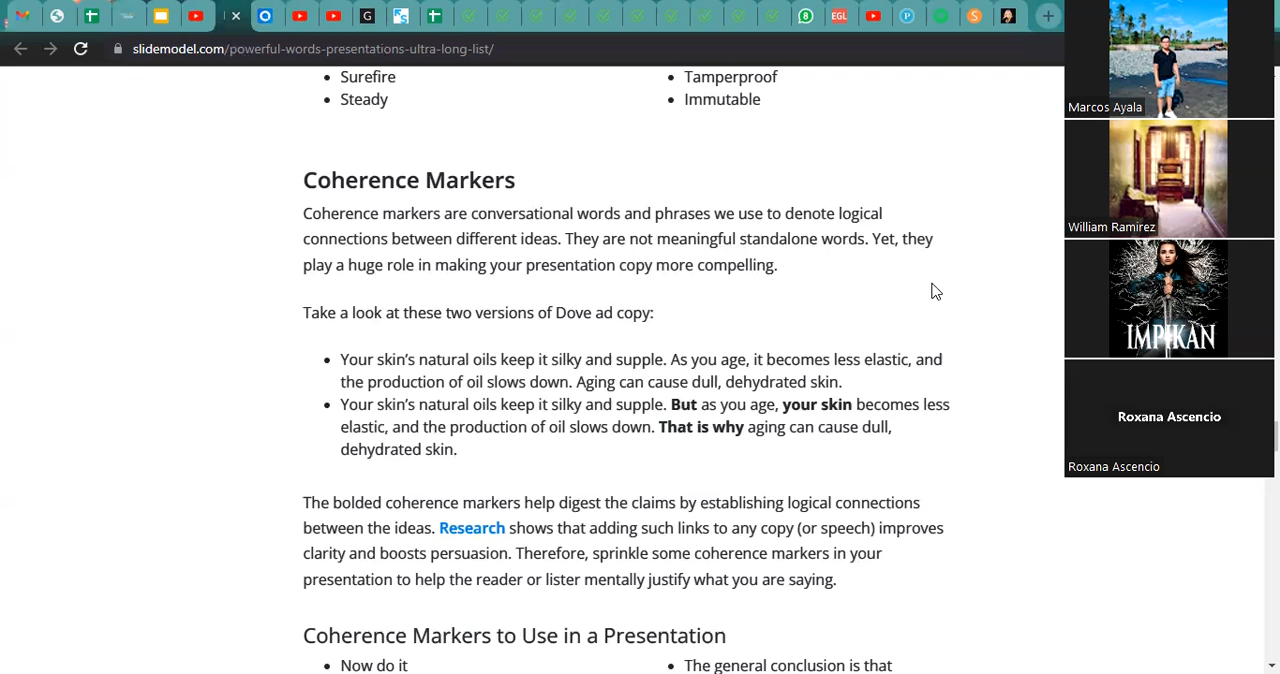 slidemodel.com/powerful-words-presentations-ultra-long-list/
Surefire
Steady
Tamperproof
Immutable
Coherence Markers
Coherence markers are conversational words and phrases we use to denote logical
connections between different ideas. They are not meaningful standalone words. Yet, they
play a huge role in making your presentation copy more compelling.
Take a look at these two versions of Dove ad copy:
Your skin's natural oils keep it silky and supple. As you age, it becomes less elastic, and
the production of oil slows down. Aging can cause dull, dehydrated skin.
Your skin's natural oils keep it silky and supple. But as you age, your skin becomes less
elastic, and the production of oil slows down. That is why aging can cause dull,
dehydrated skin.
The bolded coherence markers help digest the claims by establishing logical connections
between the ideas. Research shows that adding such links to any copy (or speech) improves
clarity and boosts persuasion. Therefore, sprinkle some coherence markers in your
presentation to help the reader or lister mentally justify what you are saying.
Coherence Markers to Use in a Presentation
Now do it
The general conclusion is that
Marcos Ayala
William Ramirez
IMPIKAN
Roxana Ascencio
Roxana Ascencio
8
EGL
G
P
S